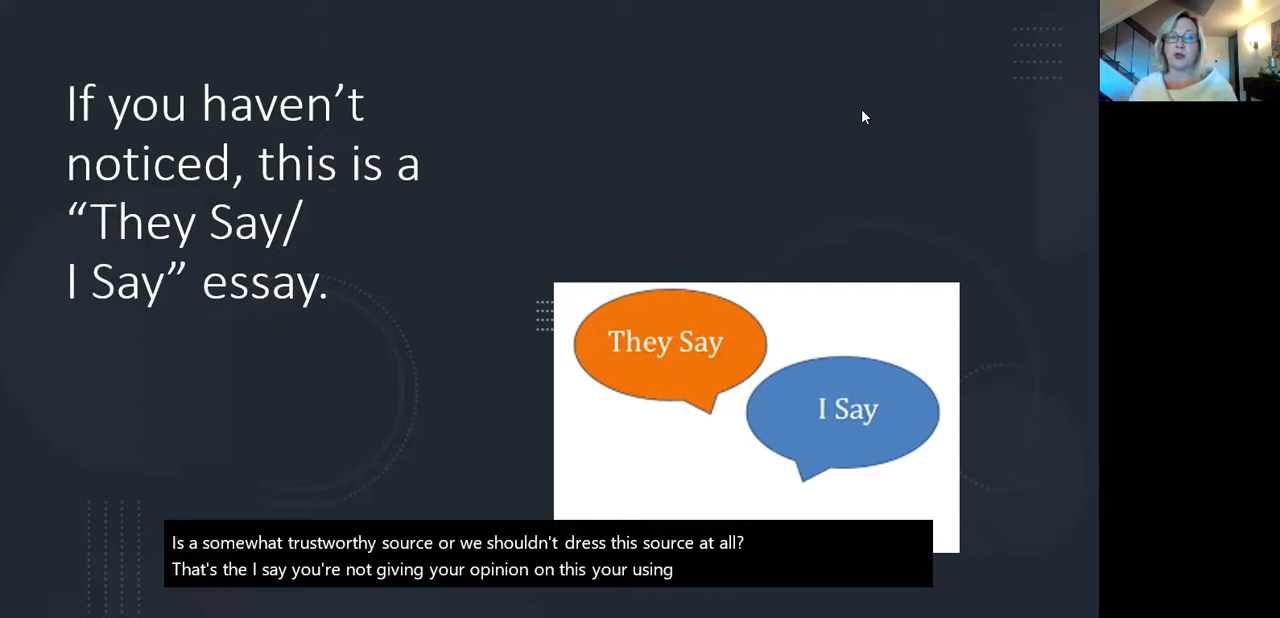 If you haven’t
noticed, this is a
“They Say/
I Say” essay.
They Say
I Say
Is a somewhat trustworthy source or we shouldn't dress this source at all?
That's the I say you're not giving your opinion on this your using